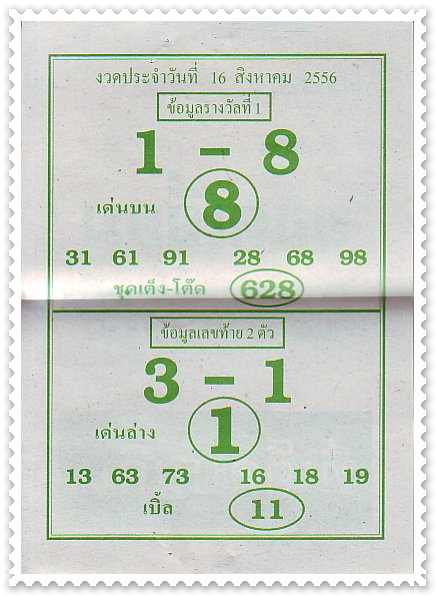 งวดประจำวันที่ 16 สิงหาคม 2556
ข้อมูลรางวัลที่ 1
1 – 8
เด่นบน 8
31 61 91 28 68 98
ชุดเต็ง-โต๊ด 628
ข้อมูลเลขท้าย 2 ตัว
3 – 1
เด่นล่าง 1
13 63 73 16 18 19
เบิ้ล 11